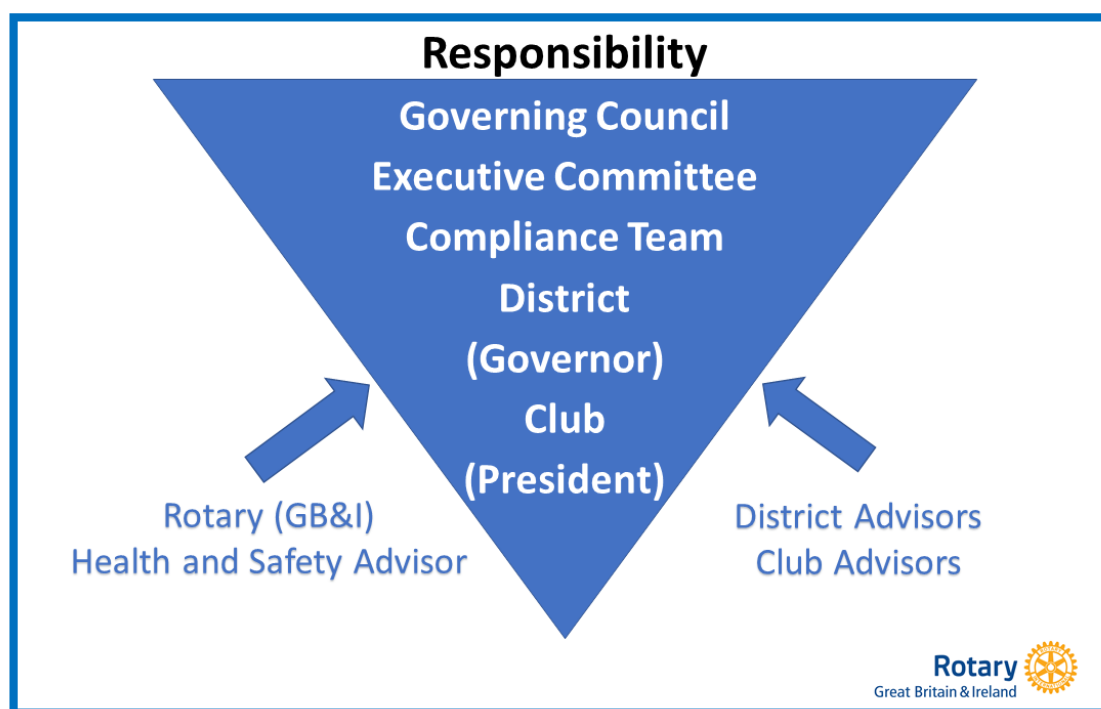 Responsibility
Governing Council
Executive Committee
Compliance Team
District
(Governor)
Club
(President)
Rotary (GB&I)
Health and Safety Advisor
District Advisors
Club Advisors
Rotary
Great Britain & Ireland